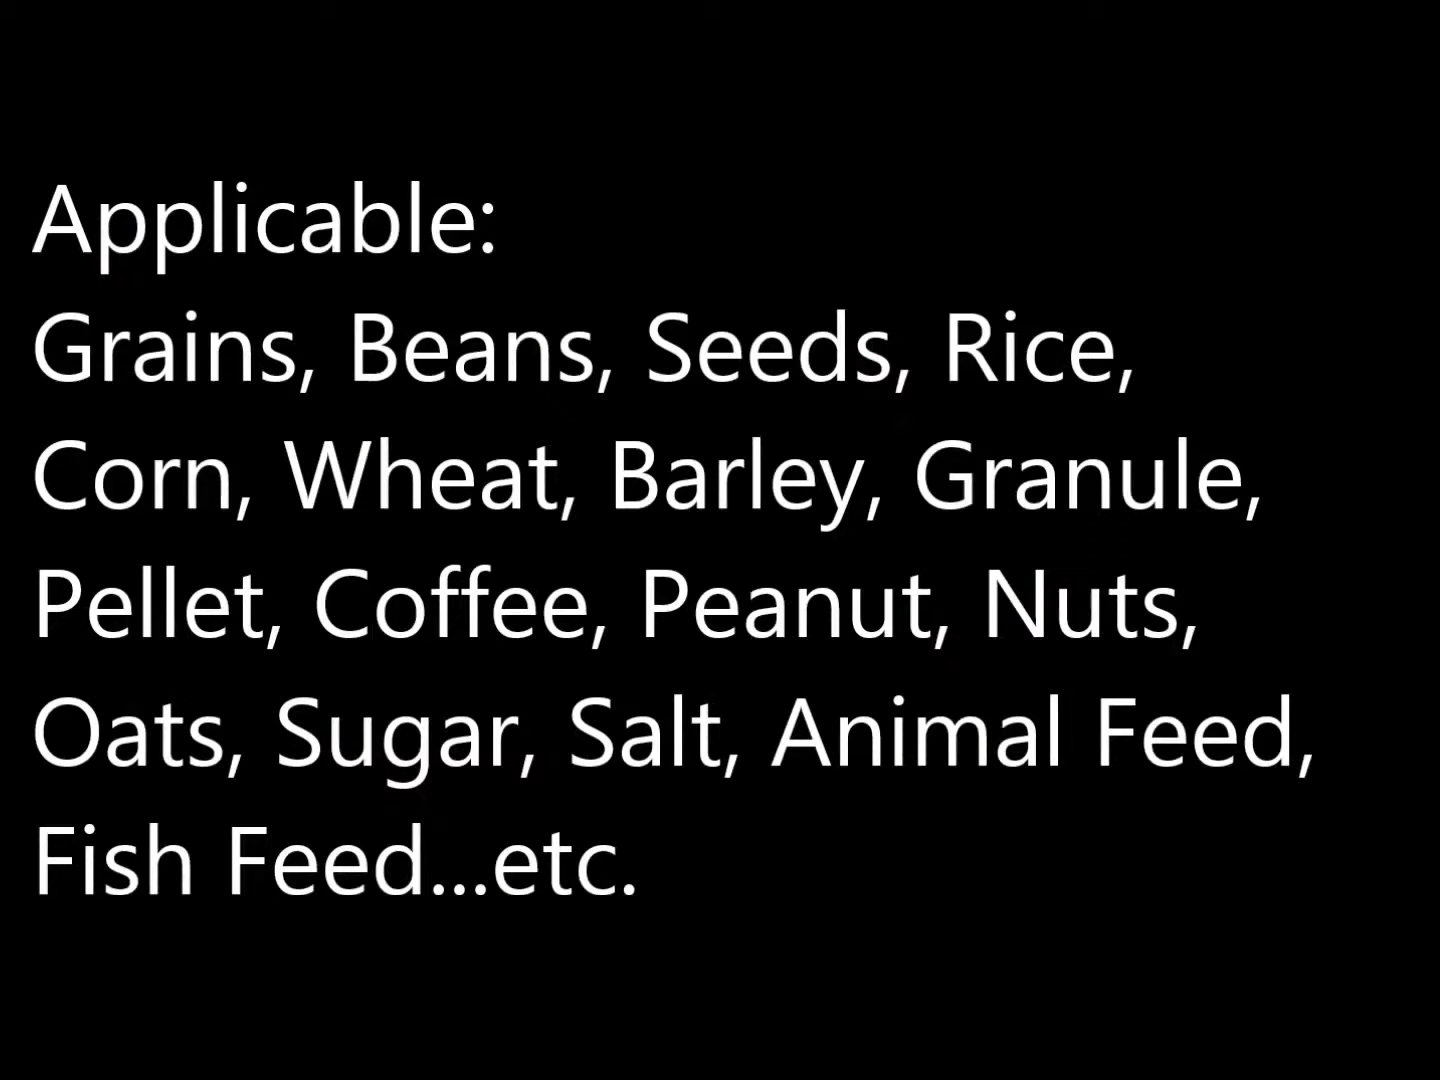 Applicable:
Grains, Beans, Seeds, Rice,
Corn, Wheat, Barley, Granule,
Pellet, Coffee, Peanut, Nuts,
Oats, Sugar, Salt, Animal Feed,
Fish Feed...etc.